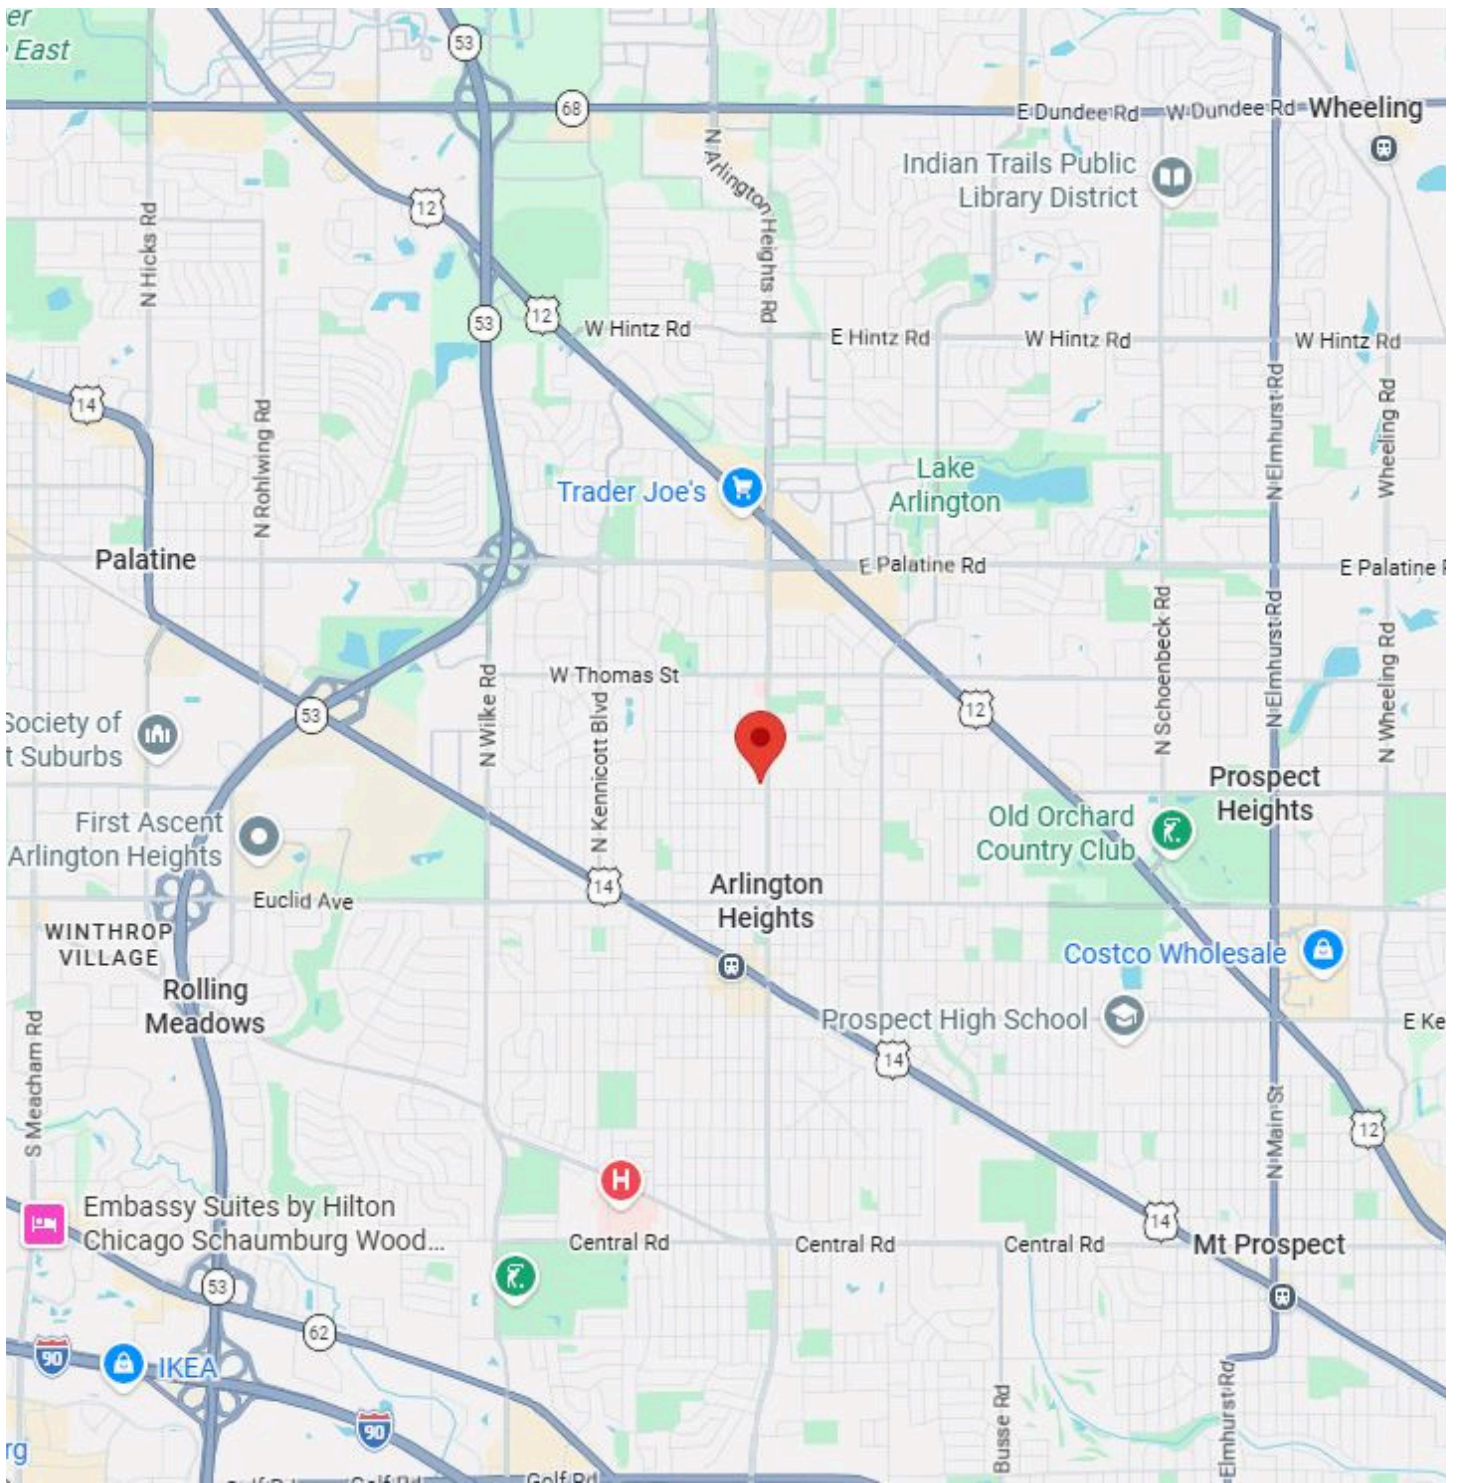 er
East
53
68
E Dundee Rd
W Dundee Rd
Wheeling
N Arlington Heights Rd
Indian Trails Public
Library District
12
N Hicks Rd
53
12
W Hintz Rd
E Hintz Rd
W Hintz Rd
W Hintz Rd
14
N Rohlwing Rd
N Elmhurst Rd
Wheeling Rd
Trader Joe's
Lake
Arlington
Palatine
E Palatine Rd
E Palatine
N Schoenbeck Rd
N Elmhurst Rd
N Wheeling Rd
W Thomas St
N Wilke Rd
N Kennicott Blvd
12
53
Society of
t Suburbs
Prospect
Heights
First Ascent
Arlington Heights
Old Orchard
Country Club
14
Arlington
Heights
Euclid Ave
WINTHROP
VILLAGE
Costco Wholesale
Rolling
Meadows
Prospect High School
E Ke
S Meacham Rd
14
N Main St
12
H
Embassy Suites by Hilton
Chicago Schaumburg Wood...
14
Central Rd
Central Rd
Central Rd
Mt Prospect
53
62
90
IKEA
90
Busse Rd
Elmhurst Rd
rg
Golf Rd
Golf Rd
Golf Rd